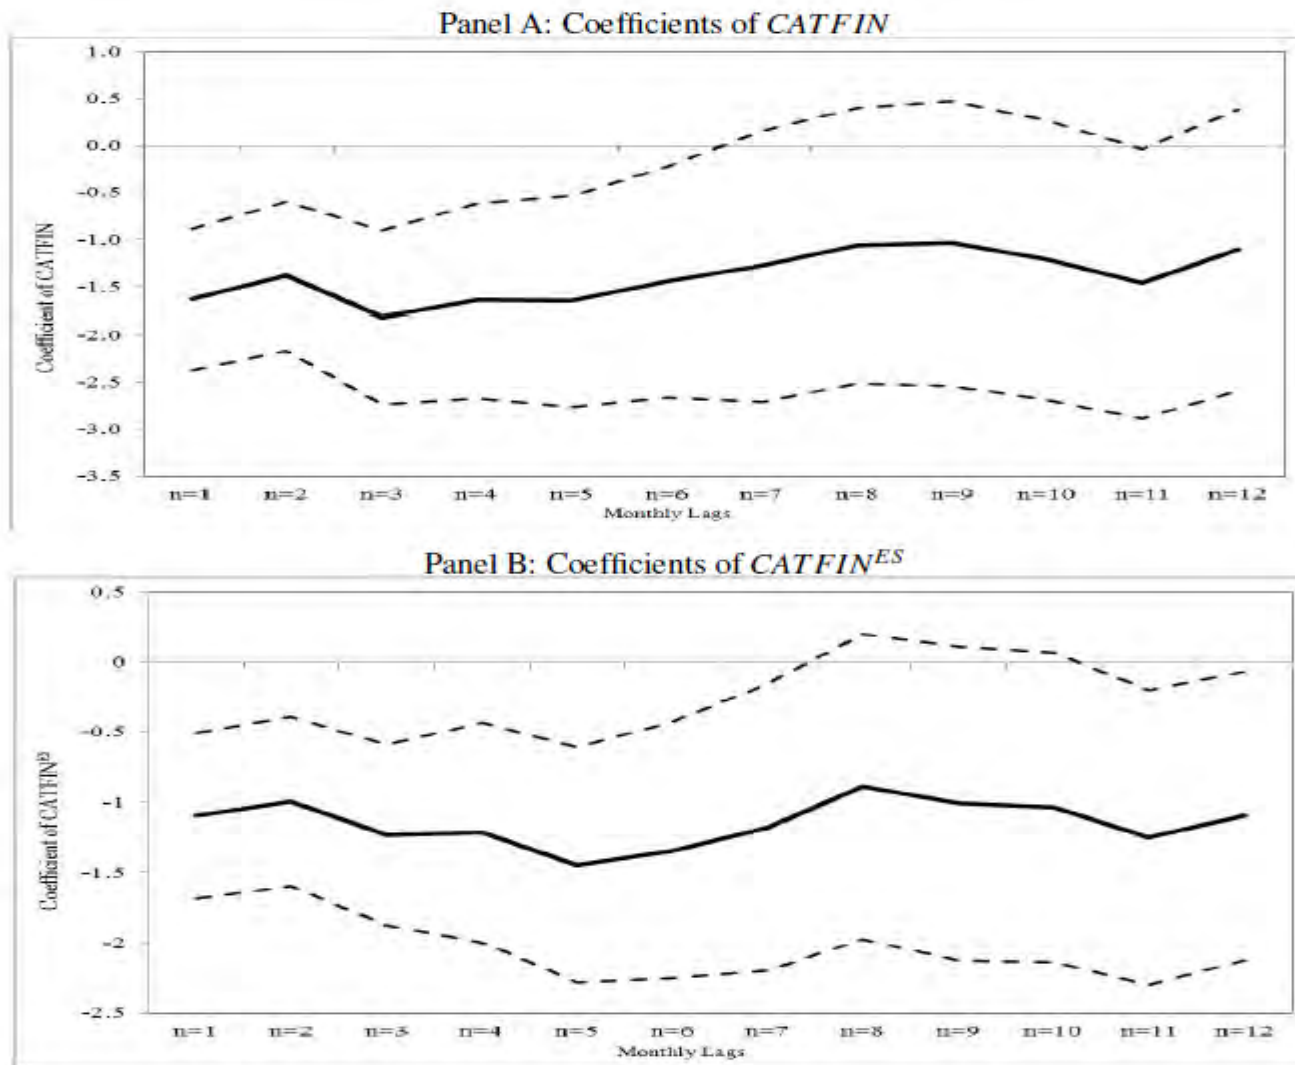 Panel A: Coefficients of CATFIN
1.0
0.5
0.0
-0.5
-1.0
-1.5
-2.0
-2.5
-3.0
-3.5
Coefficient of CATFIN
n=1 n=2 n=3 n=4 n=5 n=6 n=7 n=8 n=9 n=10 n=11 n=12
Monthly Lags
Panel B: Coefficients of CATFIN^ES
0.5
0
-0.5
-1
-1.5
-2
-2.5
Coefficient of CATFIN
n=1 n=2 n=3 n=4 n=5 n=6 n=7 n=8 n=9 n=10 n=11 n=12
Monthly Lags